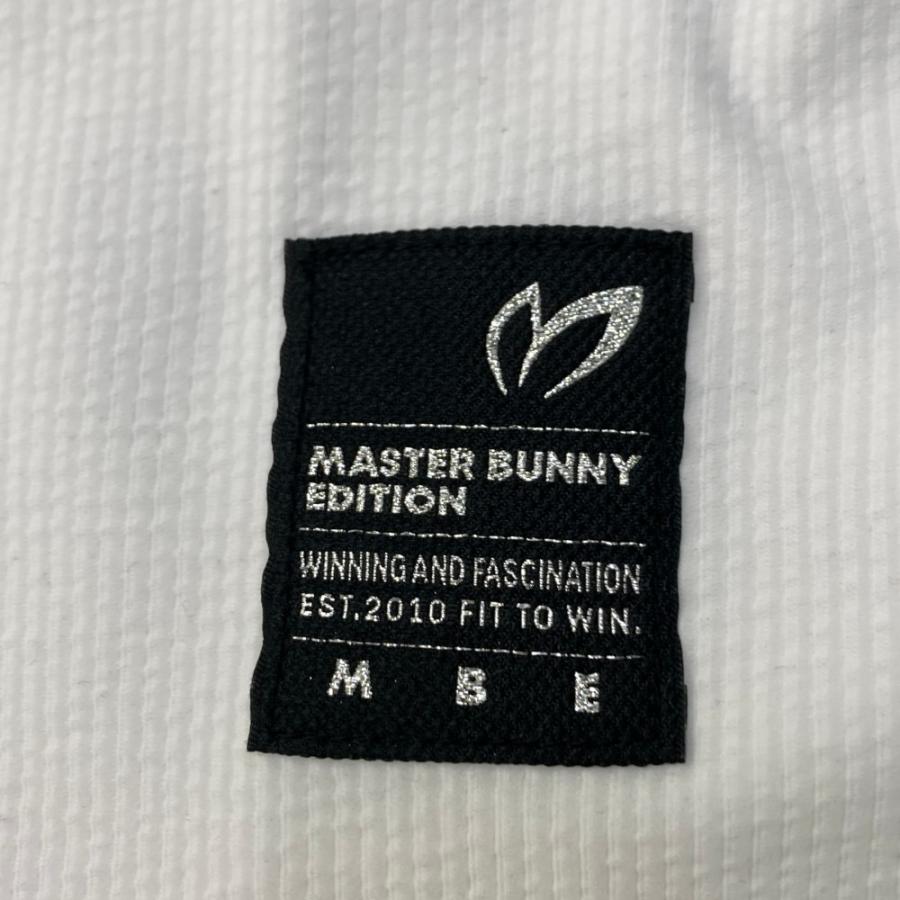 MASTER BUNNY
EDITION
WINNING AND FASCINATION
EST.2010 FIT TO WIN.
M B E